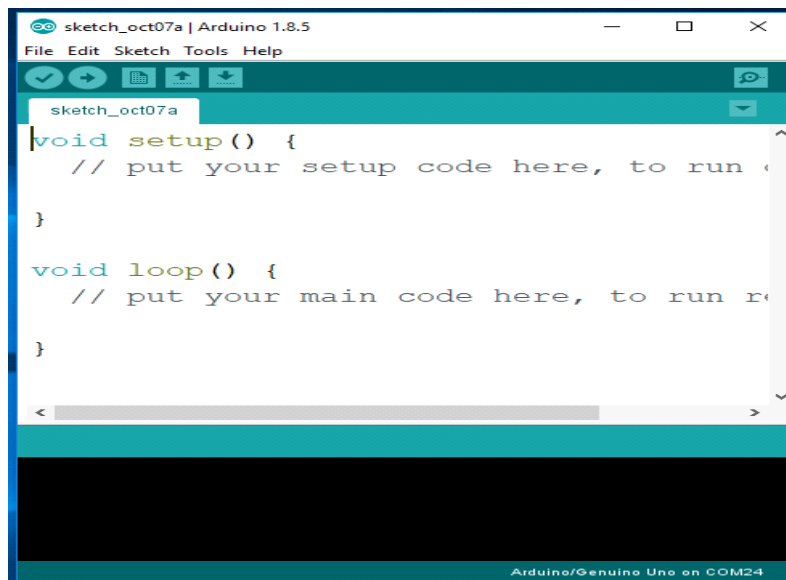 sketch_oct07a | Arduino 1.8.5
File Edit Sketch Tools Help
sketch_oct07a
void setup() {
// put your setup code here, to run
}
void loop() {
// put your main code here, to run
}
Arduino/Genuino Uno on COM24